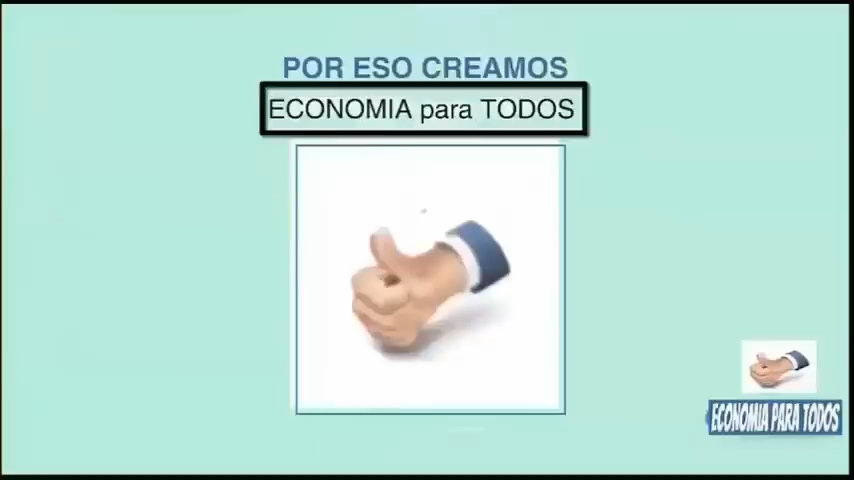 POR ESO CREAMOS
ECONOMIA para TODOS
ECONOMIA PARA TODOS